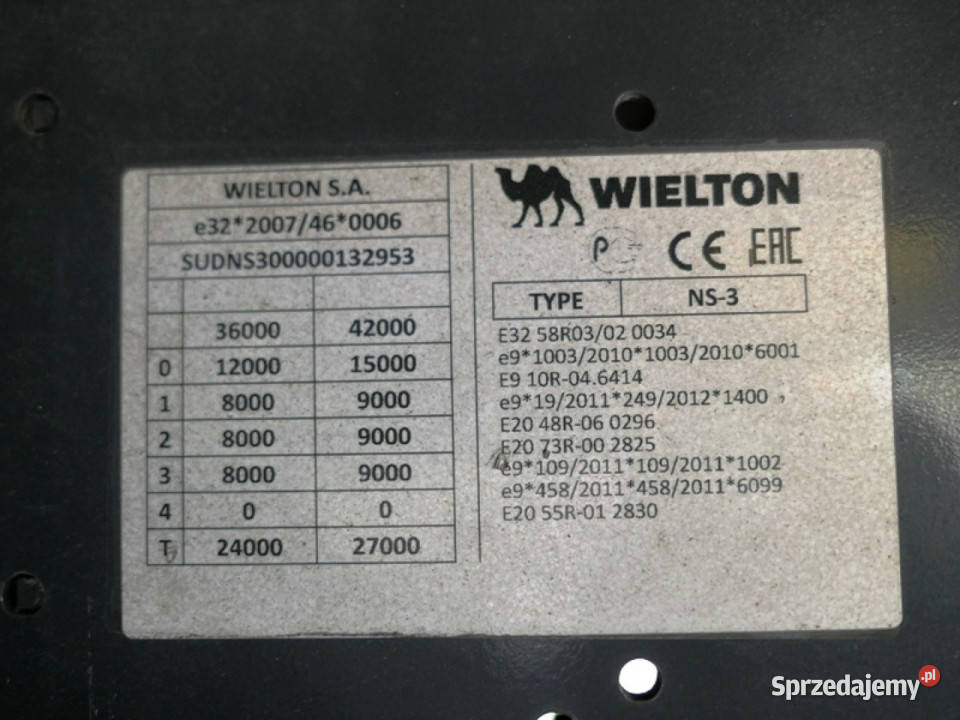 WIELTON S.A.
e32*2007/46*0006
SUDNS300000132953
36000 42000
0 12000 15000
1 8000 9000
2 8000 9000
3 8000 9000
4 0 0
T 24000 27000
WIELTON
P CE EAC
TYPE NS-3
E32 58R03/02 0034
e9*1003/2010*1003/2010*6001
E9 10R-04.6414
e9*19/2011*249/2012*1400
E20 48R-06 0296
E20 73R-00 2825
e9*109/2011*109/2011*1002
e9*458/2011*458/2011*6099
E20 55R-01 2830
Sprzedajemy.pl